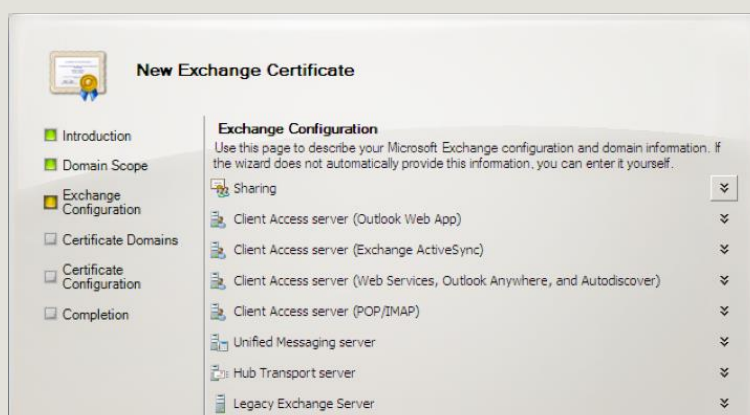 New Exchange Certificate
Introduction
Domain Scope
Exchange
Configuration
Certificate Domains
Certificate
Configuration
Completion
Exchange Configuration
Use this page to describe your Microsoft Exchange configuration and domain information. If
the wizard does not automatically provide this information, you can enter it yourself.
Sharing
Client Access server (Outlook Web App)
Client Access server (Exchange ActiveSync)
Client Access server (Web Services, Outlook Anywhere, and Autodiscover)
Client Access server (POP/IMAP)
Unified Messaging server
Hub Transport server
Legacy Exchange Server